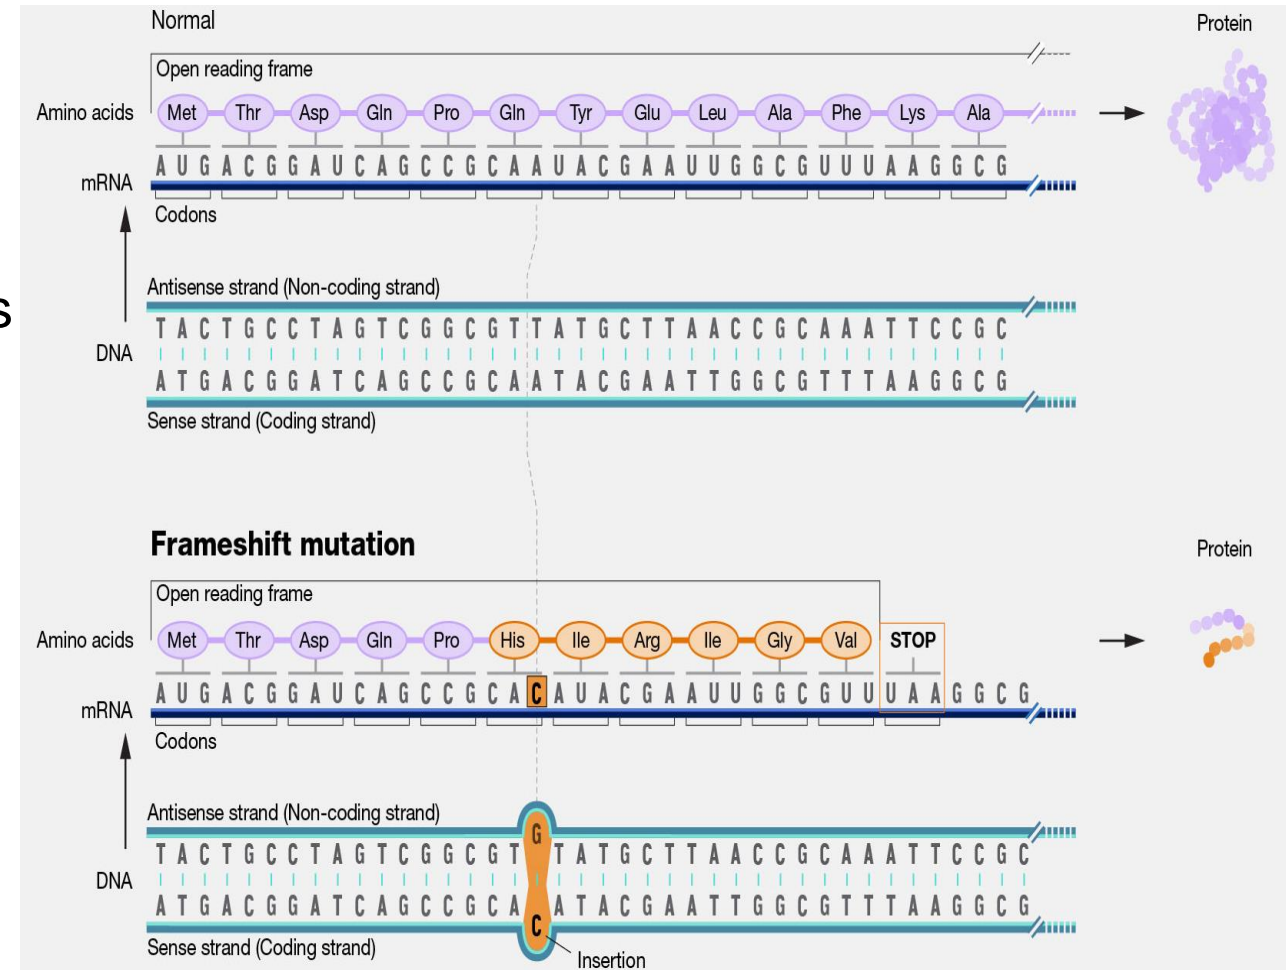 Normal
Protein
Open reading frame
Amino acids
Met Thr Asp Gln Pro Gln Tyr Glu Leu Ala Phe Lys Ala
A U G A C G G A U C A G C C G C A A U A C G A A U U G G C G U U U A A G G C G
mRNA
Codons
Antisense strand (Non-coding strand)
s
T A C T G C C T A G T C G G C G T T A T G C T T A A C C G C A A A T T C C G C
DNA
A T G A C G G A T C A G C C G C A A T A C G A A T T G G C G T T T A A G G C G
Sense strand (Coding strand)
Frameshift mutation
Protein
Open reading frame
Amino acids
Met Thr Asp Gln Pro His Ile Arg Ile Gly Val STOP
A U G A C G G A U C A G C C G C A C A U A C G A A U U G G C G U U U A A G G C G
mRNA
Codons
Antisense strand (Non-coding strand)
T A C T G C C T A G T C G G C G T G T A T G C T T A A C C G C A A A T T C C G C
DNA
A T G A C G G A T C A G C C G C A C A T A C G A A T T G G C G T T T A A G G C G
Sense strand (Coding strand)
Insertion